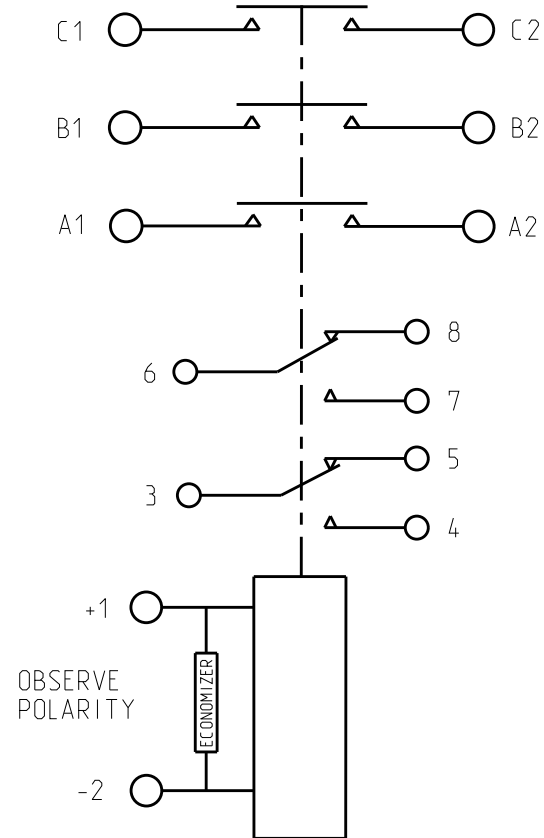 C1 C2
B1 B2
A1 A2
8
6
7
5
3
4
+1
OBSERVE
POLARITY
ECONOMIZER
-2